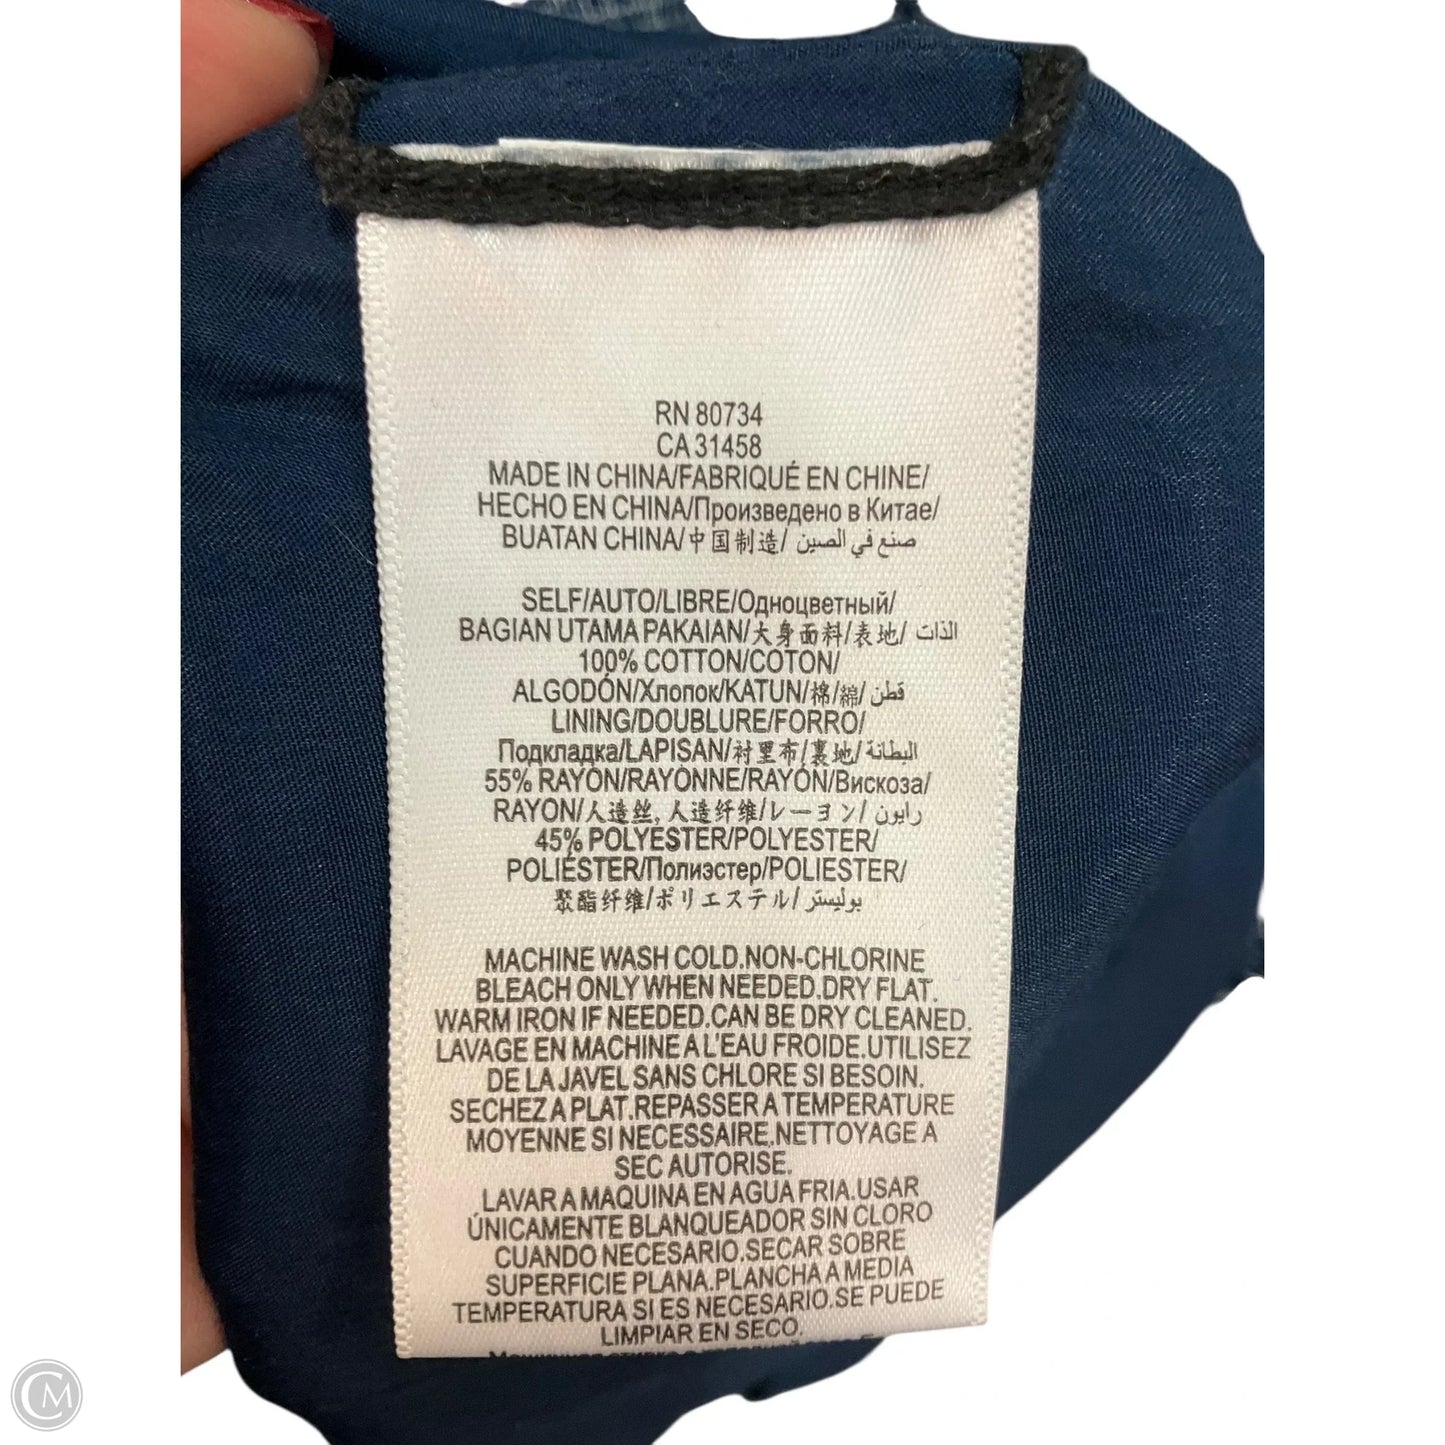 RN 80734
CA 31458
MADE IN CHINA/FABRIQUÉ EN CHINE/
HECHO EN CHINA/Произведено в Китае/
BUATAN CHINA/中国制造/ صنع في الصين
SELF/AUTO/LIBRE/Одноцветный/
BAGIAN UTAMA PAKAIAN/大身面料/表地/ الذات
100% COTTON/COTON/
ALGODÓN/Хлопок/KATUN/棉/綿/ قطن
LINING/DOUBLURE/FORRO/
Подкладка/LAPISAN/衬里布/裏地/ البطانة
55% RAYON/RAYONNE/RAYÓN/Вискоза/
RAYON/人造丝, 人造纤维/レーヨン/ رايون
45% POLYESTER/POLYESTER/
POLIÉSTER/Полиэстер/POLIESTER/
聚酯纤维/ポリエステル/ بوليستر
MACHINE WASH COLD.NON-CHLORINE
BLEACH ONLY WHEN NEEDED.DRY FLAT.
WARM IRON IF NEEDED.CAN BE DRY CLEANED.
LAVAGE EN MACHINE A L'EAU FROIDE.UTILISEZ
DE LA JAVEL SANS CHLORE SI BESOIN.
SECHEZ A PLAT.REPASSER A TEMPERATURE
MOYENNE SI NECESSAIRE.NETTOYAGE A
SEC AUTORISE.
LAVAR A MAQUINA EN AGUA FRIA.USAR
ÚNICAMENTE BLANQUEADOR SIN CLORO
CUANDO NECESARIO.SECAR SOBRE
SUPERFICIE PLANA.PLANCHA A MEDIA
TEMPERATURA SI ES NECESARIO.SE PUEDE
LIMPIAR EN SECO.
CM